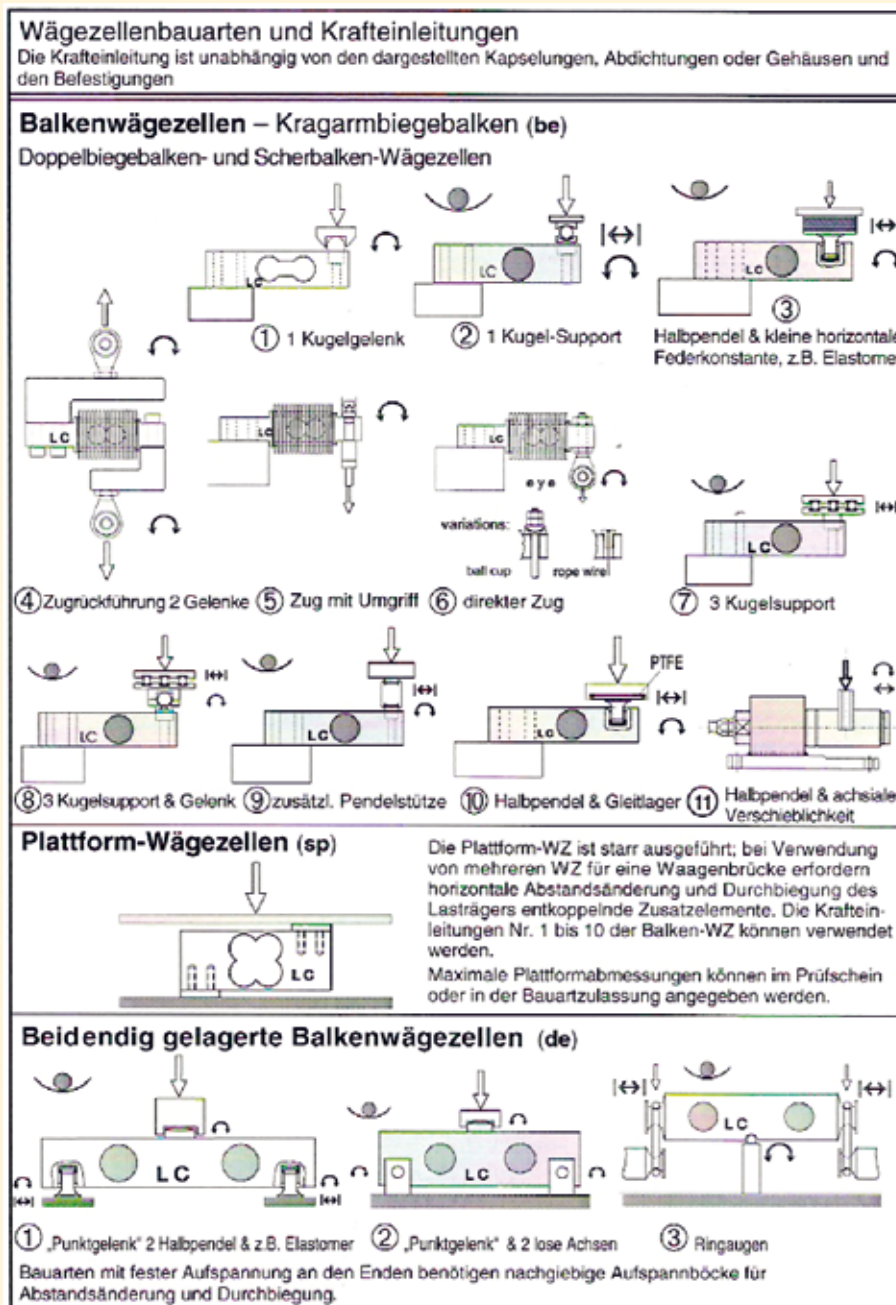 Wägezellenbauarten und Krafteinleitungen
Die Krafteinleitung ist unabhängig von den dargestellten Kapselungen, Abdichtungen oder Gehäusen und
den Befestigungen
Balkenwägezellen – Kragarmbiegebalken (be)
Doppelbiegebalken- und Scherbalken-Wägezellen
LC
LC
LC
① 1 Kugelgelenk
② 1 Kugel-Support
③
Halbpendel & kleine horizontale
Federkonstante, z.B. Elastomer
LC
LC
LC
eye
variations:
ball cup
rope wire
LC
④ Zugrückführung 2 Gelenke
⑤ Zug mit Umgriff
⑥ direkter Zug
⑦ 3 Kugelsupport
LC
LC
LC
PTFE
⑧ 3 Kugelsupport & Gelenk
⑨ zusätzl. Pendelstütze
⑩ Halbpendel & Gleitlager
⑪ Halbpendel & achsiale
Verschieblichkeit
Plattform-Wägezellen (sp)
LC
Die Plattform-WZ ist starr ausgeführt; bei Verwendung
von mehreren WZ für eine Waagenbrücke erfordern
horizontale Abstandsänderung und Durchbiegung des
Lasträgers entkoppelnde Zusatzelemente. Die Kraftein-
leitungen Nr. 1 bis 10 der Balken-WZ können verwendet
werden.
Maximale Plattformabmessungen können im Prüfschein
oder in der Bauartzulassung angegeben werden.
Beidendig gelagerte Balkenwägezellen (de)
LC
LC
LC
① „Punktgelenk" 2 Halbpendel & z.B. Elastomer
② „Punktgelenk" & 2 lose Achsen
③ Ringaugen
Bauarten mit fester Aufspannung an den Enden benötigen nachgiebige Aufspannböcke für
Abstandsänderung und Durchbiegung.